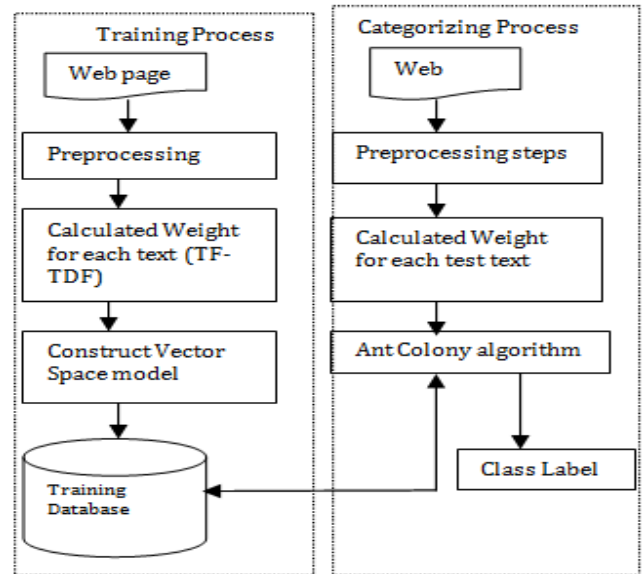 Training Process
Web page
Preprocessing
Calculated Weight
for each text (TF-
TDF)
Construct Vector
Space model
Training
Database
Categorizing Process
Web
Preprocessing steps
Calculated Weight
for each test text
Ant Colony algorithm
Class Label